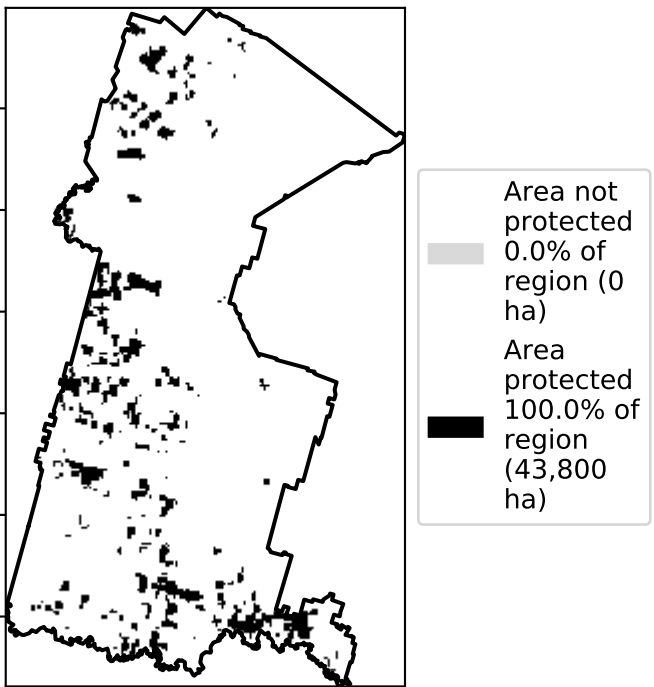 Area not
protected
0.0% of
region (0
ha)
Area
protected
100.0% of
region
(43,800
ha)